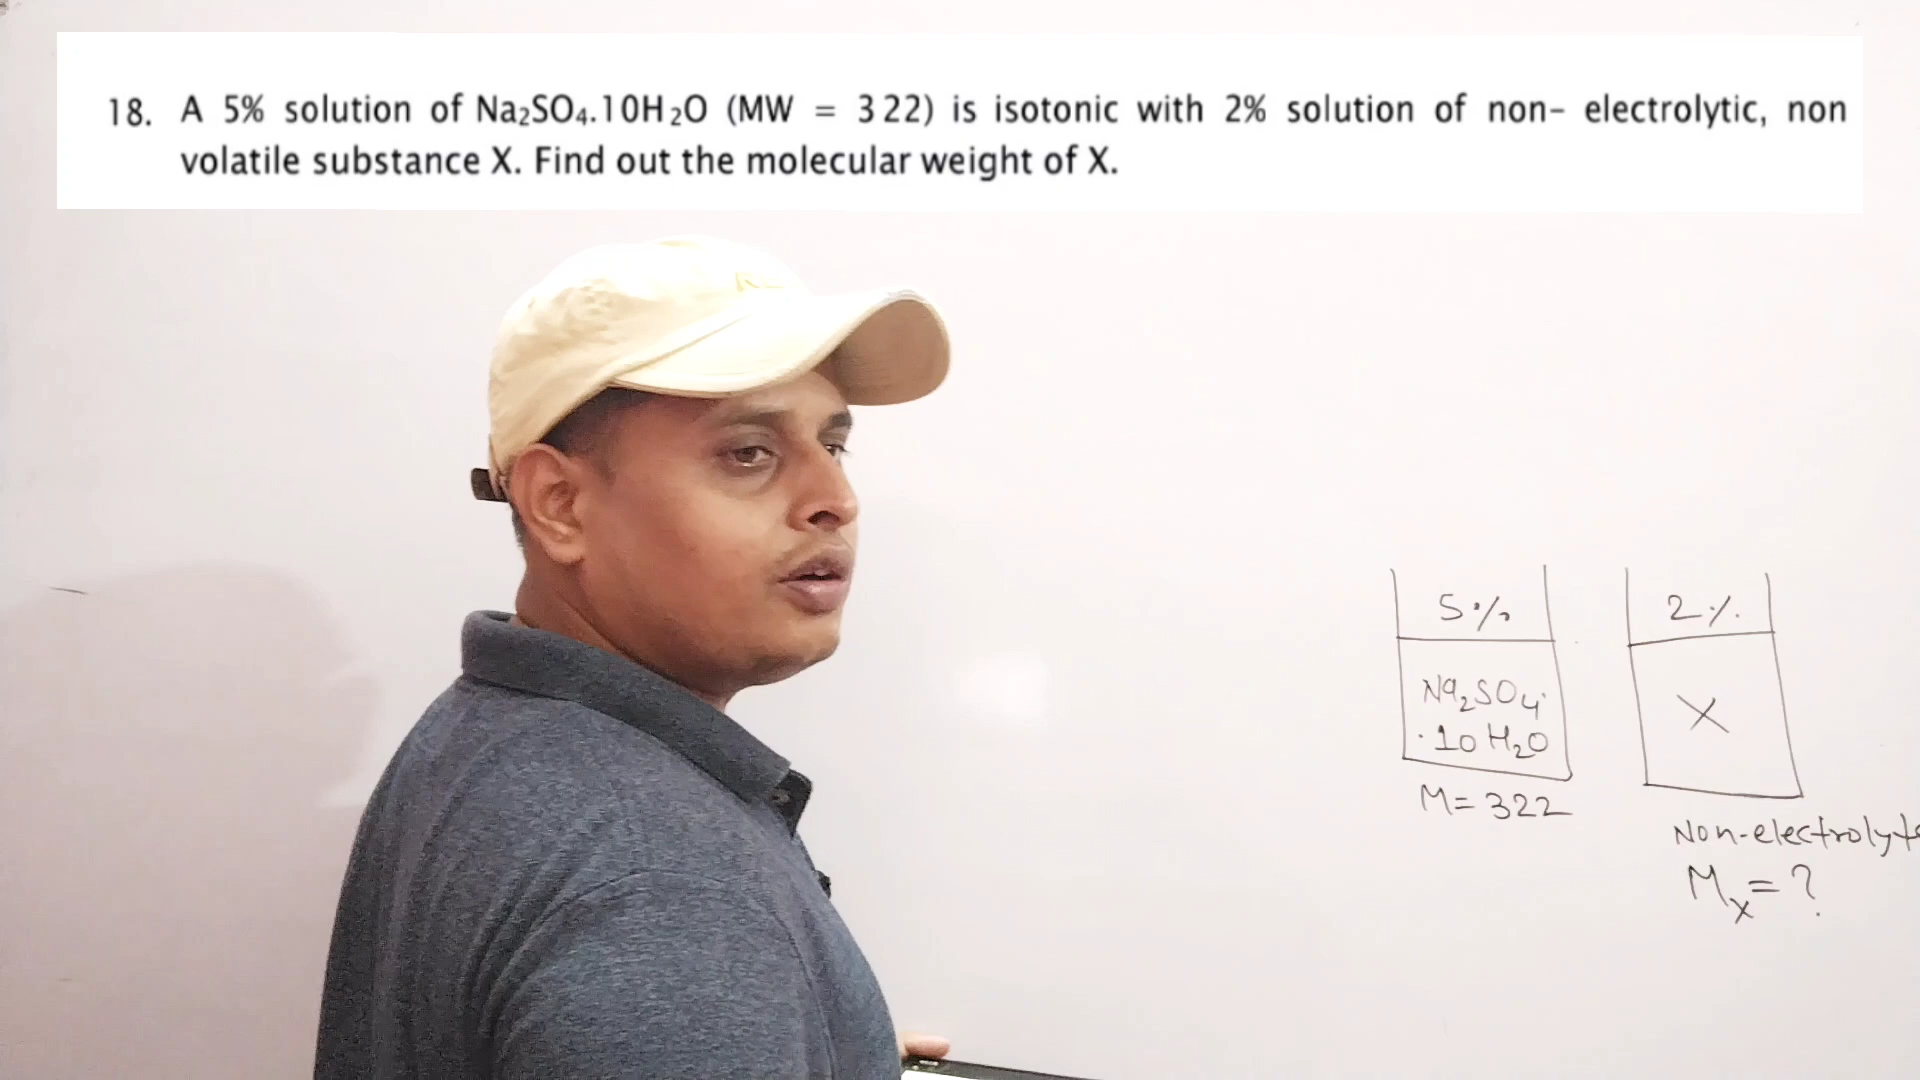 18. A 5% solution of Na₂SO₄.10H₂O (MW = 322) is isotonic with 2% solution of non- electrolytic, non
volatile substance X. Find out the molecular weight of X.
5%
Na₂SO₄.
.10 H₂O
M = 322
2%
X
Non-electrolyte
Mₓ = ?